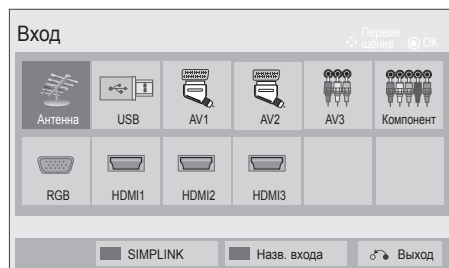 Вход
Переме
щение OK
Антенна USB AV1 AV2 AV3 Компонент
RGB HDMI1 HDMI2 HDMI3
SIMPLINK Назв. входа Выход